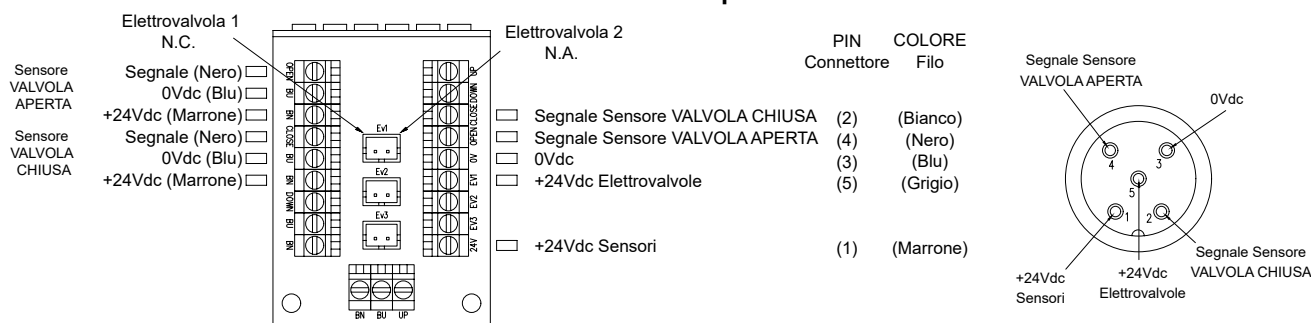 Elettrovalvola 1
N.C.
Elettrovalvola 2
N.A.
PIN
Connettore
COLORE
Filo
Sensore
VALVOLA
APERTA
Segnale (Nero)
0Vdc (Blu)
+24Vdc (Marrone)
Sensore
VALVOLA
CHIUSA
Segnale (Nero)
0Vdc (Blu)
+24Vdc (Marrone)
OPEN
BU
BN
CLOSE
BU
BN
DOWN
BU
BN
Ev1
Ev2
Ev3
UP
DOWN
CLOSE
OPEN
0V
EV1
EV2
EV3
24V
BN BU UP
Segnale Sensore VALVOLA CHIUSA (2) (Bianco)
Segnale Sensore VALVOLA APERTA (4) (Nero)
0Vdc (3) (Blu)
+24Vdc Elettrovalvole (5) (Grigio)
+24Vdc Sensori (1) (Marrone)
Segnale Sensore
VALVOLA APERTA
0Vdc
4 3
5
1 2
+24Vdc
Sensori
+24Vdc
Elettrovalvole
Segnale Sensore
VALVOLA CHIUSA